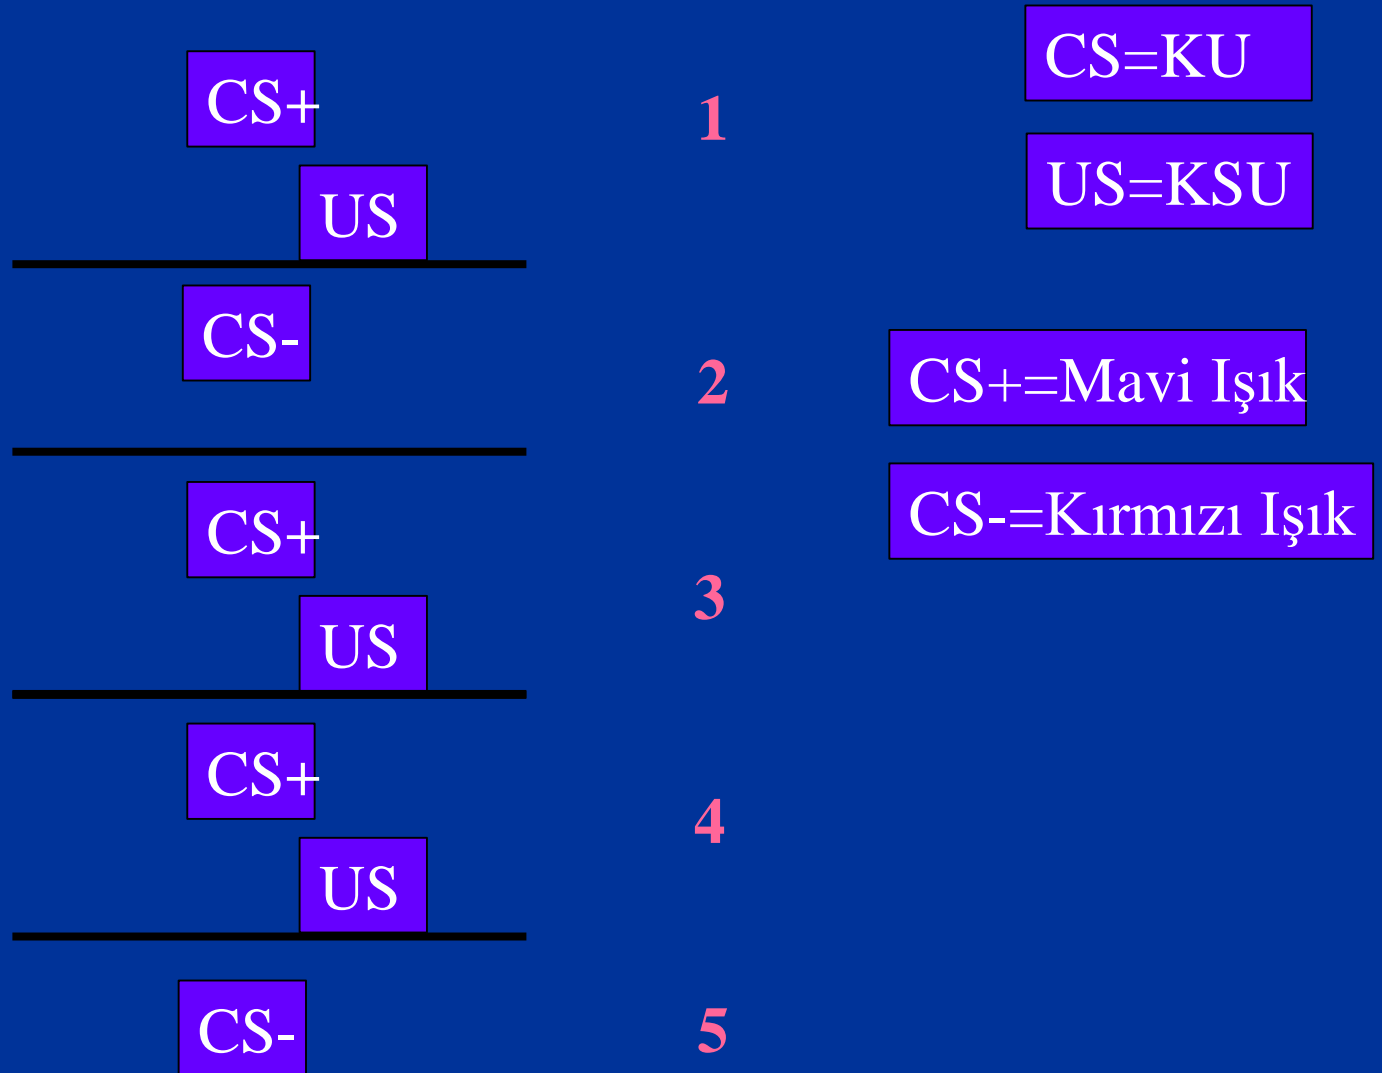 CS+
1
US
CS-
2
CS+
3
US
CS+
4
US
CS-
5
CS=KU
US=KSU
CS+=Mavi Işık
CS-=Kırmızı Işık